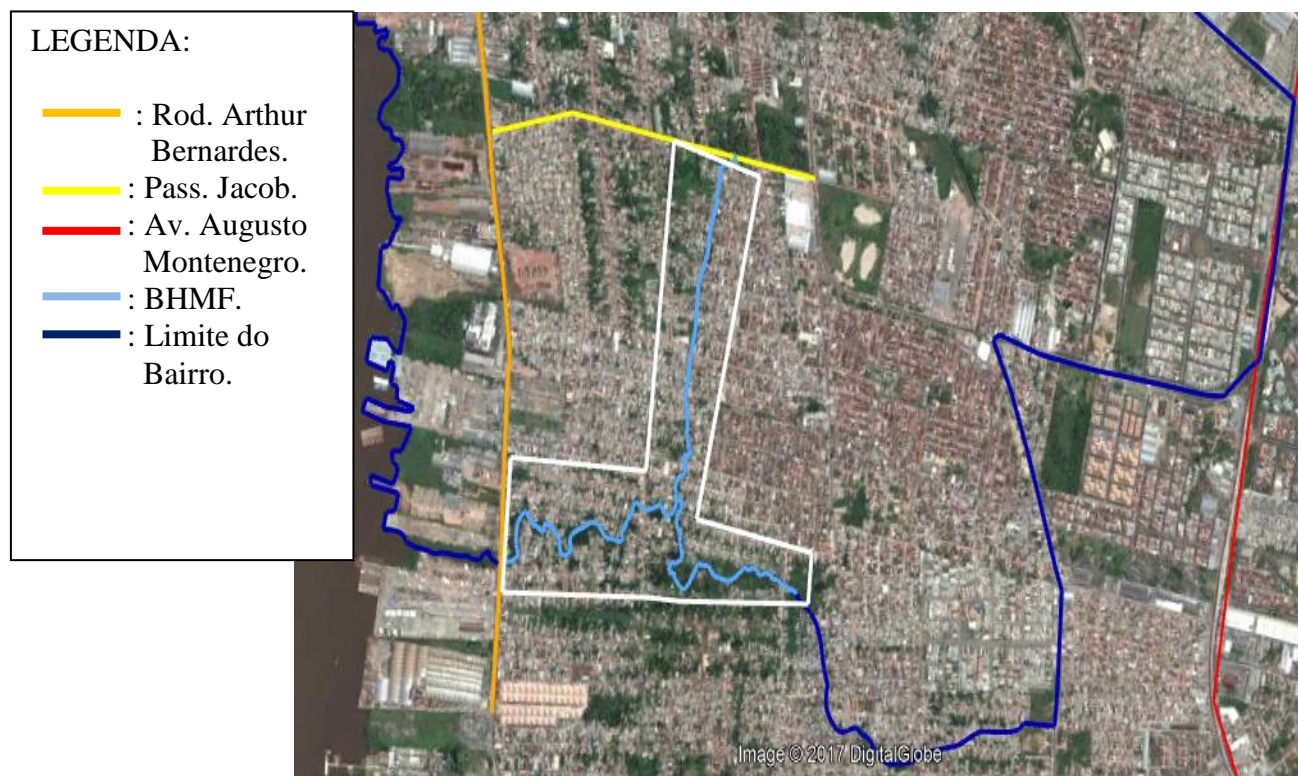 LEGENDA:
: Rod. Arthur
Bernardes.
: Pass. Jacob.
: Av. Augusto
Montenegro.
: BHMF.
: Limite do
Bairro.
Image © 2017 DigitalGlobe